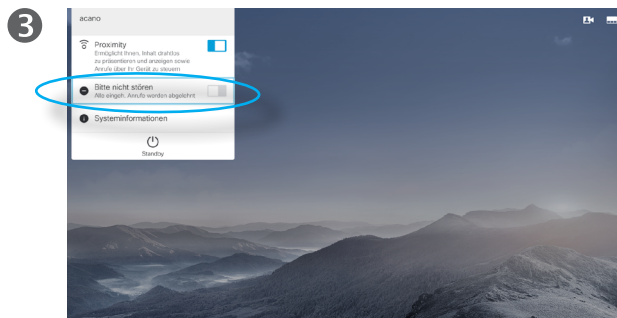 3
acano
Proximity
Ermöglicht Ihnen, Inhalt drahtlos
zu präsentieren und anzeigen sowie
Anrufe über Ihr Gerät zu steuern
Bitte nicht stören
Alle eingeh. Anrufe werden abgelehnt
Systeminformationen
Standby